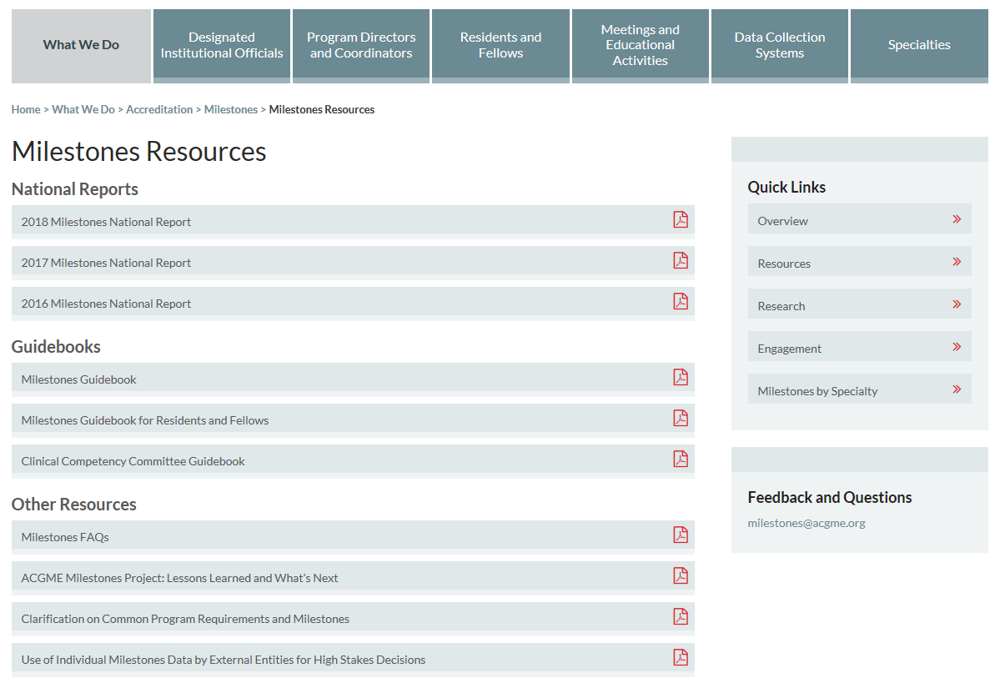 What We Do
Designated
Institutional Officials
Program Directors
and Coordinators
Residents and
Fellows
Meetings and
Educational
Activities
Data Collection
Systems
Specialties
Home > What We Do > Accreditation > Milestones > Milestones Resources
Milestones Resources
National Reports
2018 Milestones National Report
2017 Milestones National Report
2016 Milestones National Report
Guidebooks
Milestones Guidebook
Milestones Guidebook for Residents and Fellows
Clinical Competency Committee Guidebook
Other Resources
Milestones FAQs
ACGME Milestones Project: Lessons Learned and What's Next
Clarification on Common Program Requirements and Milestones
Use of Individual Milestones Data by External Entities for High Stakes Decisions
Quick Links
Overview
Resources
Research
Engagement
Milestones by Specialty
Feedback and Questions
milestones@acgme.org